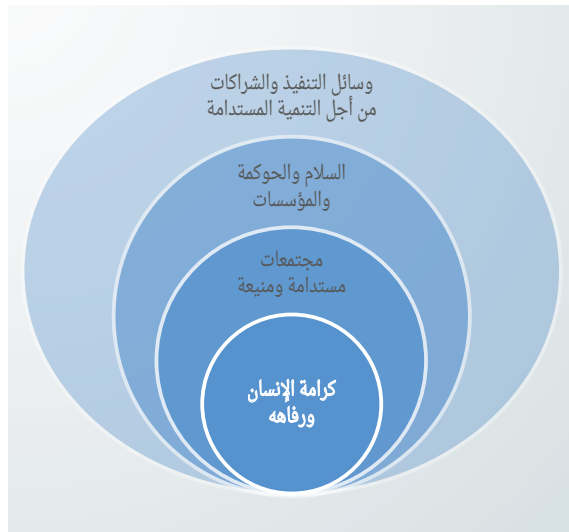 وسائل التنفيذ والشراكات
من أجل التنمية المستدامة
السلام والحوكمة
والمؤسسات
مجتمعات
مستدامة ومنيعة
كرامة الإنسان
ورفاهه